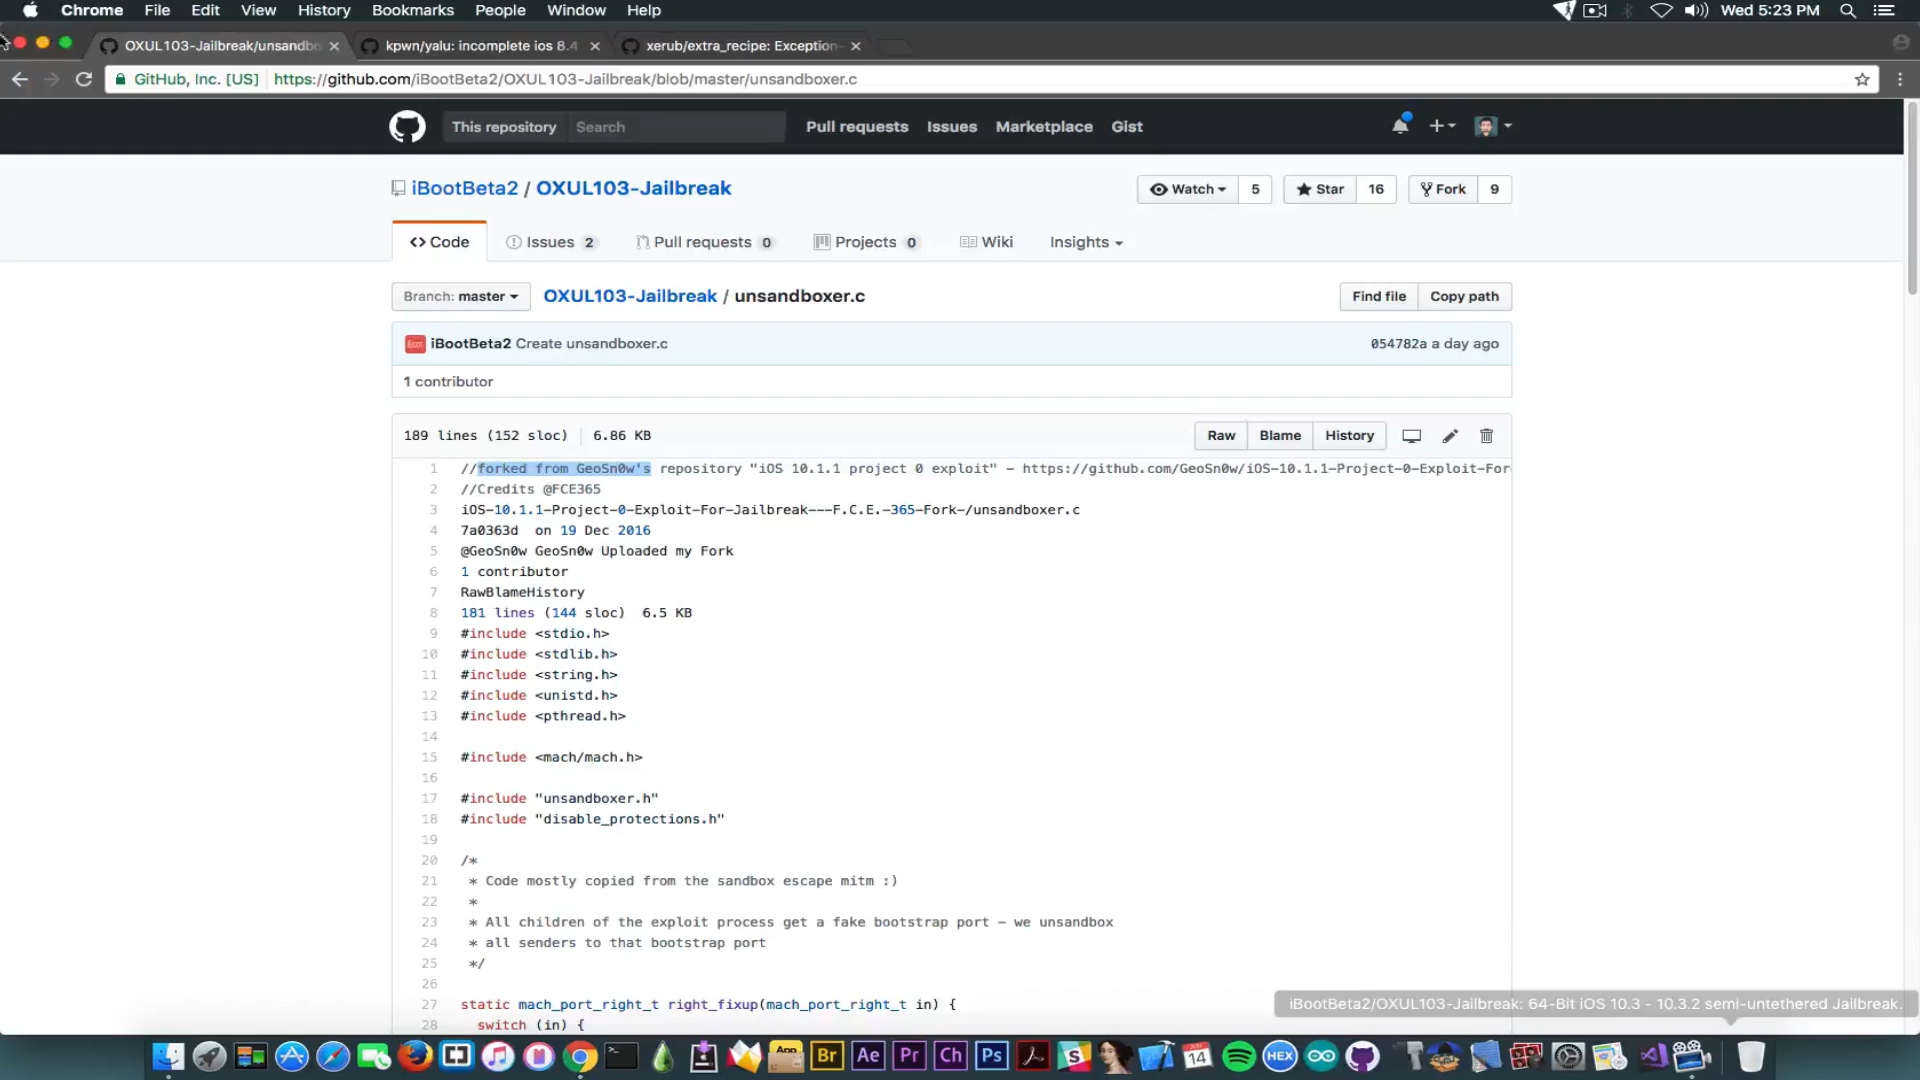 Chrome File Edit View History Bookmarks People Window Help Wed 5:23 PM
OXUL103-Jailbreak/unsandbo kpwn/yalu: incomplete ios 8.4 xerub/extra_recipe: Exception-
GitHub, Inc. [US] https://github.com/iBootBeta2/OXUL103-Jailbreak/blob/master/unsandboxer.c
This repository Search Pull requests Issues Marketplace Gist
iBootBeta2 / OXUL103-Jailbreak Watch 5 Star 16 Fork 9
<> Code Issues 2 Pull requests 0 Projects 0 Wiki Insights
Branch: master OXUL103-Jailbreak / unsandboxer.c Find file Copy path
iBootBeta2 Create unsandboxer.c 054782a a day ago
1 contributor
189 lines (152 sloc) 6.86 KB Raw Blame History
1 //forked from GeoSn0w's repository "iOS 10.1.1 project 0 exploit" - https://github.com/GeoSn0w/iOS-10.1.1-Project-0-Exploit-For
2 //Credits @FCE365
3 iOS-10.1.1-Project-0-Exploit-For-Jailbreak---F.C.E.-365-Fork-/unsandboxer.c
4 7a0363d on 19 Dec 2016
5 @GeoSn0w GeoSn0w Uploaded my Fork
6 1 contributor
7 RawBlameHistory
8 181 lines (144 sloc) 6.5 KB
9 #include <stdio.h>
10 #include <stdlib.h>
11 #include <string.h>
12 #include <unistd.h>
13 #include <pthread.h>
14
15 #include <mach/mach.h>
16
17 #include "unsandboxer.h"
18 #include "disable_protections.h"
19
20 /*
21 * Code mostly copied from the sandbox escape mitm :)
22 *
23 * All children of the exploit process get a fake bootstrap port - we unsandbox
24 * all senders to that bootstrap port
25 */
26
27 static mach_port_right_t right_fixup(mach_port_right_t in) {
28 switch (in) {
iBootBeta2/OXUL103-Jailbreak: 64-Bit iOS 10.3 - 10.3.2 semi-untethered Jailbreak.
App Br Ae Pr Ch Ps 14 HEX